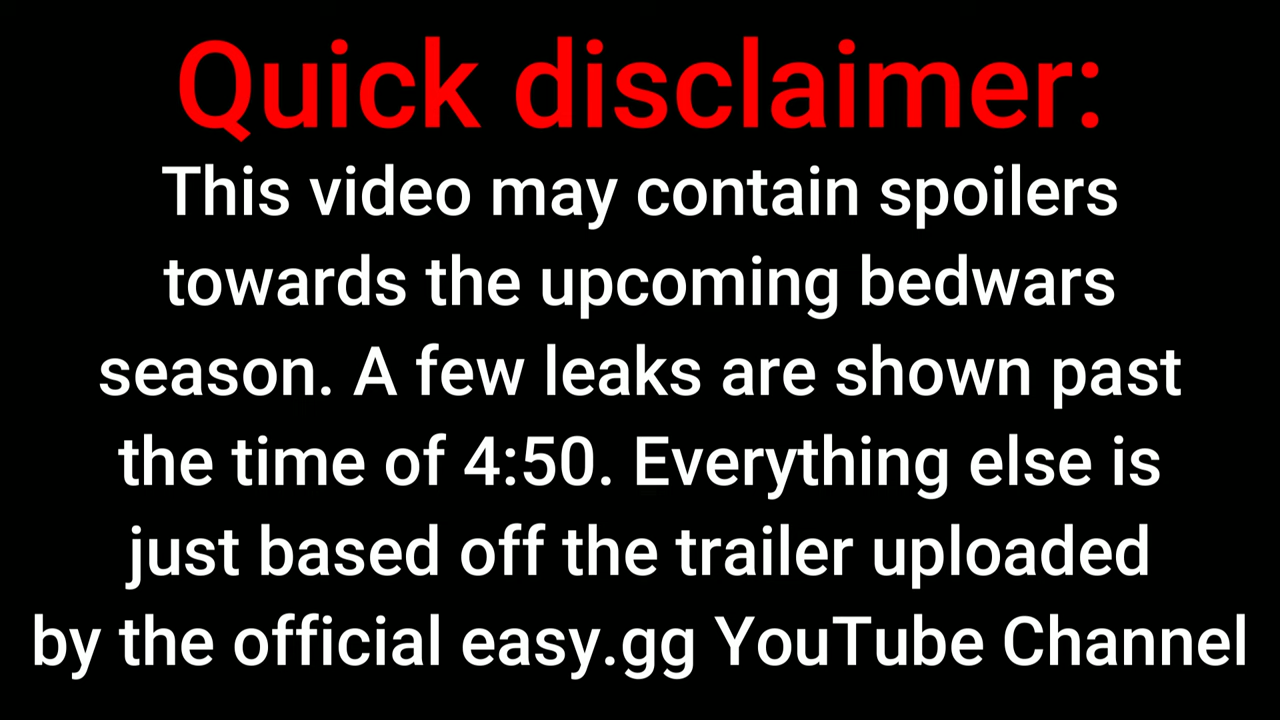 Quick disclaimer:
This video may contain spoilers
towards the upcoming bedwars
season. A few leaks are shown past
the time of 4:50. Everything else is
just based off the trailer uploaded
by the official easy.gg YouTube Channel